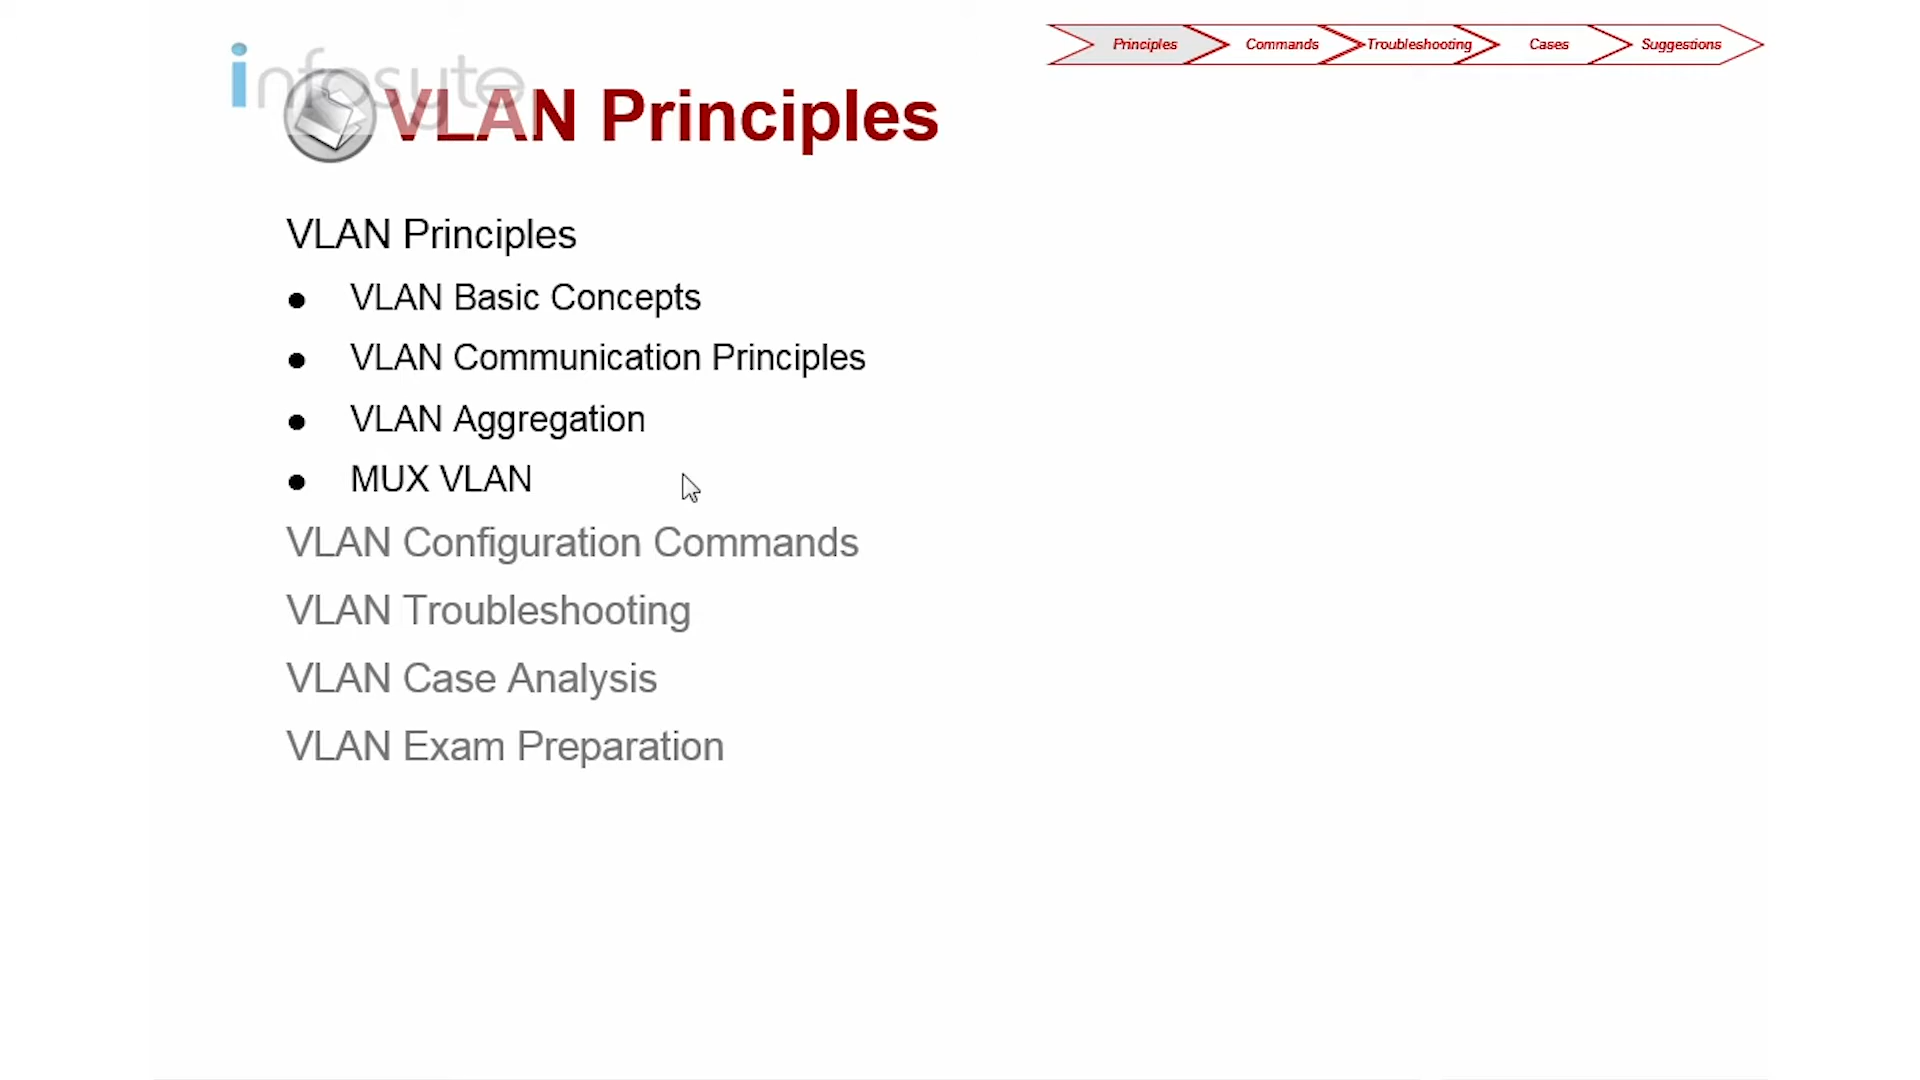 Principles Commands Troubleshooting Cases Suggestions
infosyte
VLAN Principles
VLAN Principles
● VLAN Basic Concepts
● VLAN Communication Principles
● VLAN Aggregation
● MUX VLAN
VLAN Configuration Commands
VLAN Troubleshooting
VLAN Case Analysis
VLAN Exam Preparation